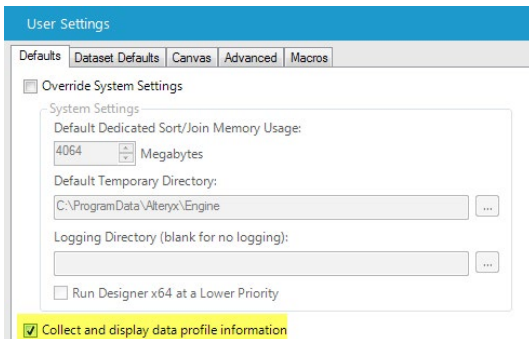 User Settings
Defaults Dataset Defaults Canvas Advanced Macros
Override System Settings
System Settings
Default Dedicated Sort/Join Memory Usage:
4064 Megabytes
Default Temporary Directory:
C:\ProgramData\Alteryx\Engine ...
Logging Directory (blank for no logging):
...
Run Designer x64 at a Lower Priority
Collect and display data profile information